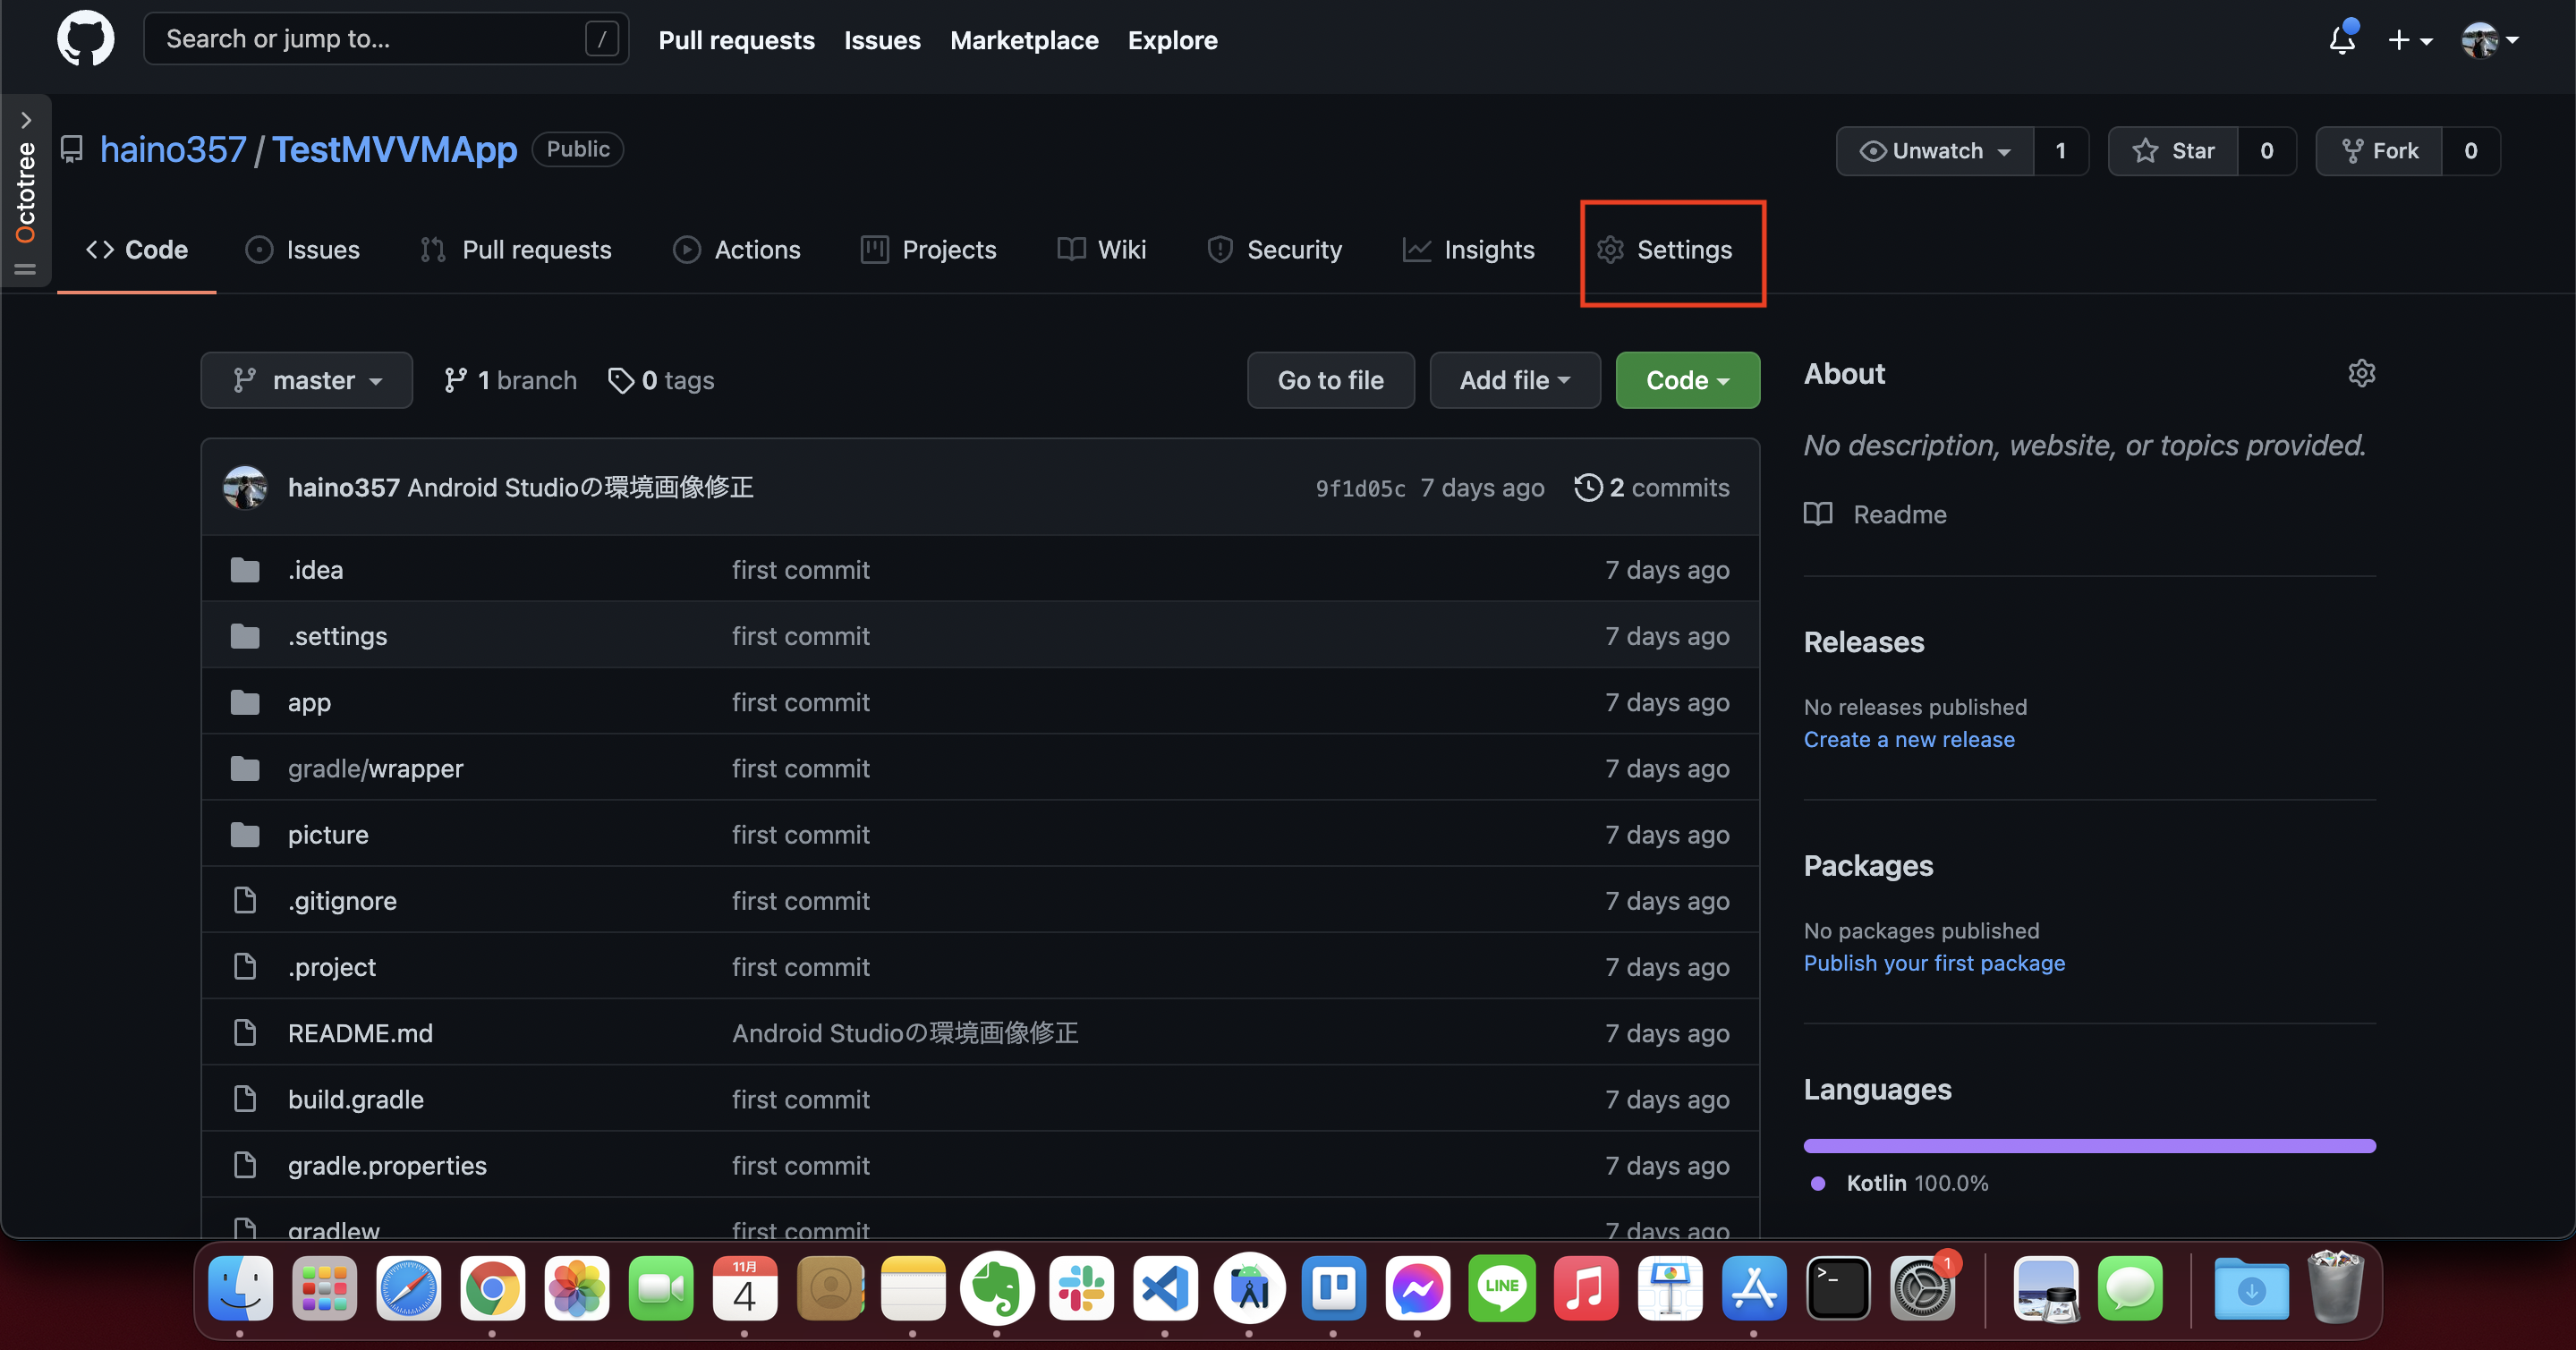 Search or jump to... / Pull requests Issues Marketplace Explore
Octotree
haino357 / TestMVVMApp Public Unwatch 1 Star 0 Fork 0
Code Issues Pull requests Actions Projects Wiki Security Insights Settings
master 1 branch 0 tags Go to file Add file Code
About
No description, website, or topics provided.
Readme
haino357 Android Studioの環境画像修正 9f1d05c 7 days ago 2 commits
.idea first commit 7 days ago
.settings first commit 7 days ago
app first commit 7 days ago
gradle/wrapper first commit 7 days ago
picture first commit 7 days ago
.gitignore first commit 7 days ago
.project first commit 7 days ago
README.md Android Studioの環境画像修正 7 days ago
build.gradle first commit 7 days ago
gradle.properties first commit 7 days ago
gradlew first commit 7 days ago
Releases
No releases published
Create a new release
Packages
No packages published
Publish your first package
Languages
Kotlin 100.0%
11月
4
LINE
>_
1